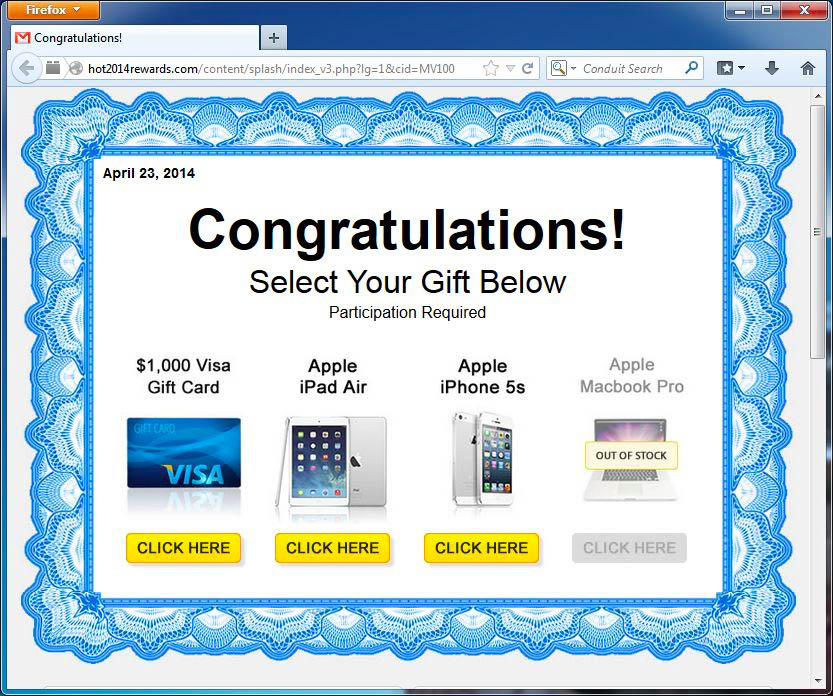 Firefox
Congratulations!
hot2014rewards.com/content/splash/index_v3.php?lg=1&cid=MV100
Conduit Search
April 23, 2014
Congratulations!
Select Your Gift Below
Participation Required
$1,000 Visa
Gift Card
Apple
iPad Air
Apple
iPhone 5s
Apple
Macbook Pro
GIFT CARD
VISA
iPad
OUT OF STOCK
CLICK HERE
CLICK HERE
CLICK HERE
CLICK HERE